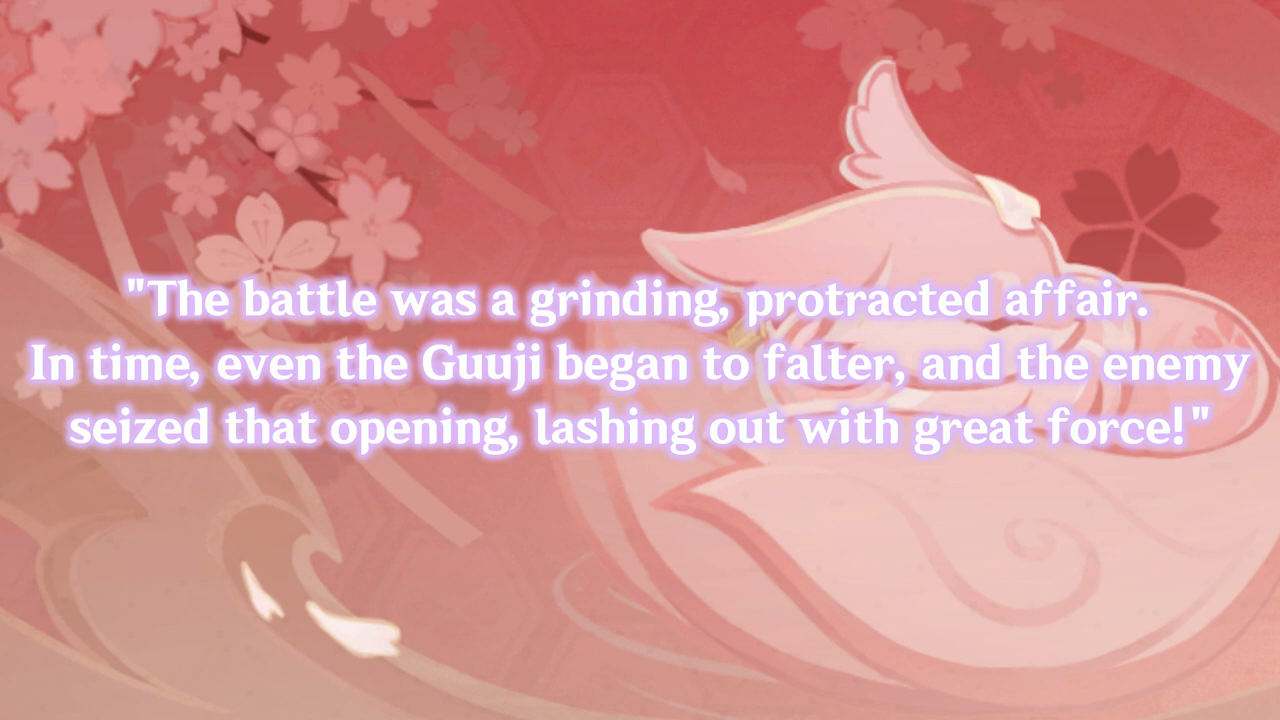 "The battle was a grinding, protracted affair.
In time, even the Guuji began to falter, and the enemy
seized that opening, lashing out with great force!"